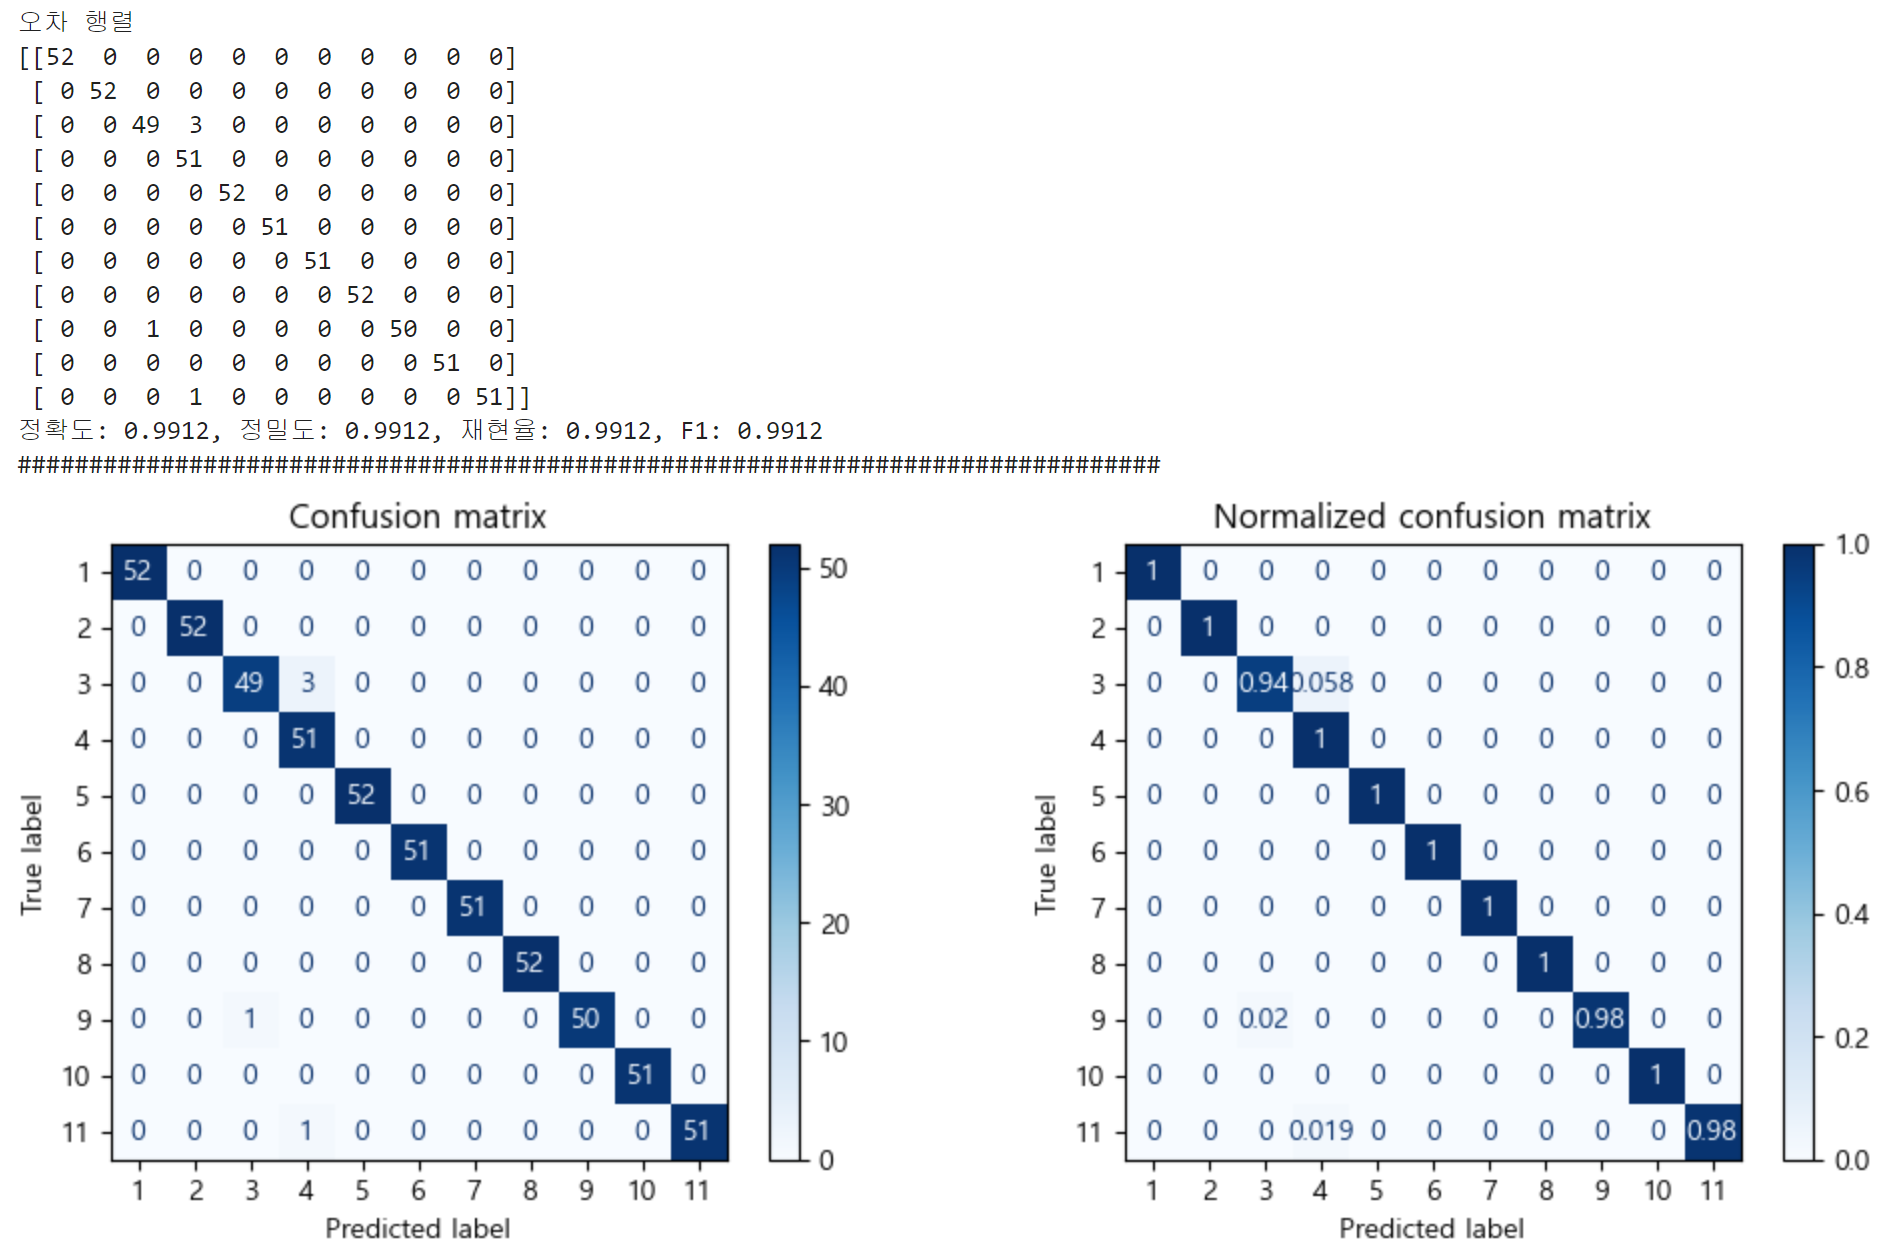 오차 행렬
[[52  0  0  0  0  0  0  0  0  0  0]
 [ 0 52  0  0  0  0  0  0  0  0  0]
 [ 0  0 49  3  0  0  0  0  0  0  0]
 [ 0  0  0 51  0  0  0  0  0  0  0]
 [ 0  0  0  0 52  0  0  0  0  0  0]
 [ 0  0  0  0  0 51  0  0  0  0  0]
 [ 0  0  0  0  0  0 51  0  0  0  0]
 [ 0  0  0  0  0  0  0 52  0  0  0]
 [ 0  0  1  0  0  0  0  0 50  0  0]
 [ 0  0  0  0  0  0  0  0  0 51  0]
 [ 0  0  0  1  0  0  0  0  0  0 51]]
정확도: 0.9912, 정밀도: 0.9912, 재현율: 0.9912, F1: 0.9912
################################################################################
Confusion matrix
1 52 0 0 0 0 0 0 0 0 0 0
2 0 52 0 0 0 0 0 0 0 0 0
3 0 0 49 3 0 0 0 0 0 0 0
4 0 0 0 51 0 0 0 0 0 0 0
5 0 0 0 0 52 0 0 0 0 0 0
6 0 0 0 0 0 51 0 0 0 0 0
7 0 0 0 0 0 0 51 0 0 0 0
8 0 0 0 0 0 0 0 52 0 0 0
9 0 0 1 0 0 0 0 0 50 0 0
10 0 0 0 0 0 0 0 0 0 51 0
11 0 0 0 1 0 0 0 0 0 0 51
1 2 3 4 5 6 7 8 9 10 11
Predicted label
True label
50
40
30
20
10
0
Normalized confusion matrix
1 1 0 0 0 0 0 0 0 0 0 0
2 0 1 0 0 0 0 0 0 0 0 0
3 0 0 0.94 0.058 0 0 0 0 0 0 0
4 0 0 0 1 0 0 0 0 0 0 0
5 0 0 0 0 1 0 0 0 0 0 0
6 0 0 0 0 0 1 0 0 0 0 0
7 0 0 0 0 0 0 1 0 0 0 0
8 0 0 0 0 0 0 0 1 0 0 0
9 0 0 0.02 0 0 0 0 0 0.98 0 0
10 0 0 0 0 0 0 0 0 0 1 0
11 0 0 0 0.019 0 0 0 0 0 0 0.98
1 2 3 4 5 6 7 8 9 10 11
Predicted label
True label
1.0
0.8
0.6
0.4
0.2
0.0